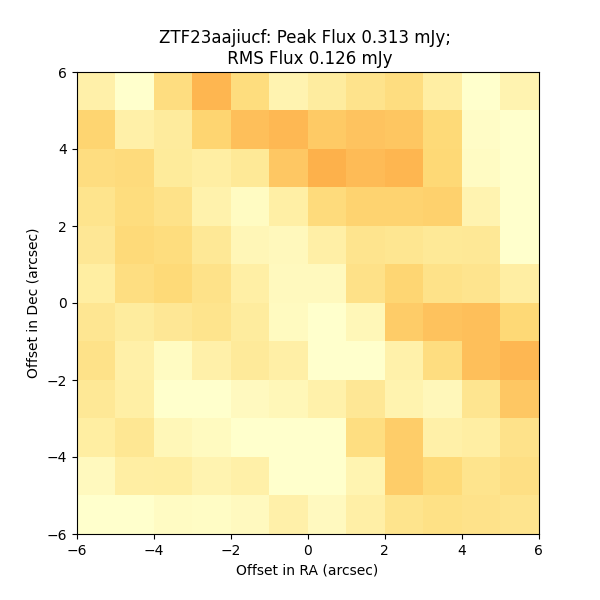 ZTF23aajiucf: Peak Flux 0.313 mJy;
RMS Flux 0.126 mJy
6
4
2
0
−2
−4
−6
Offset in Dec (arcsec)
−6 −4 −2 0 2 4 6
Offset in RA (arcsec)